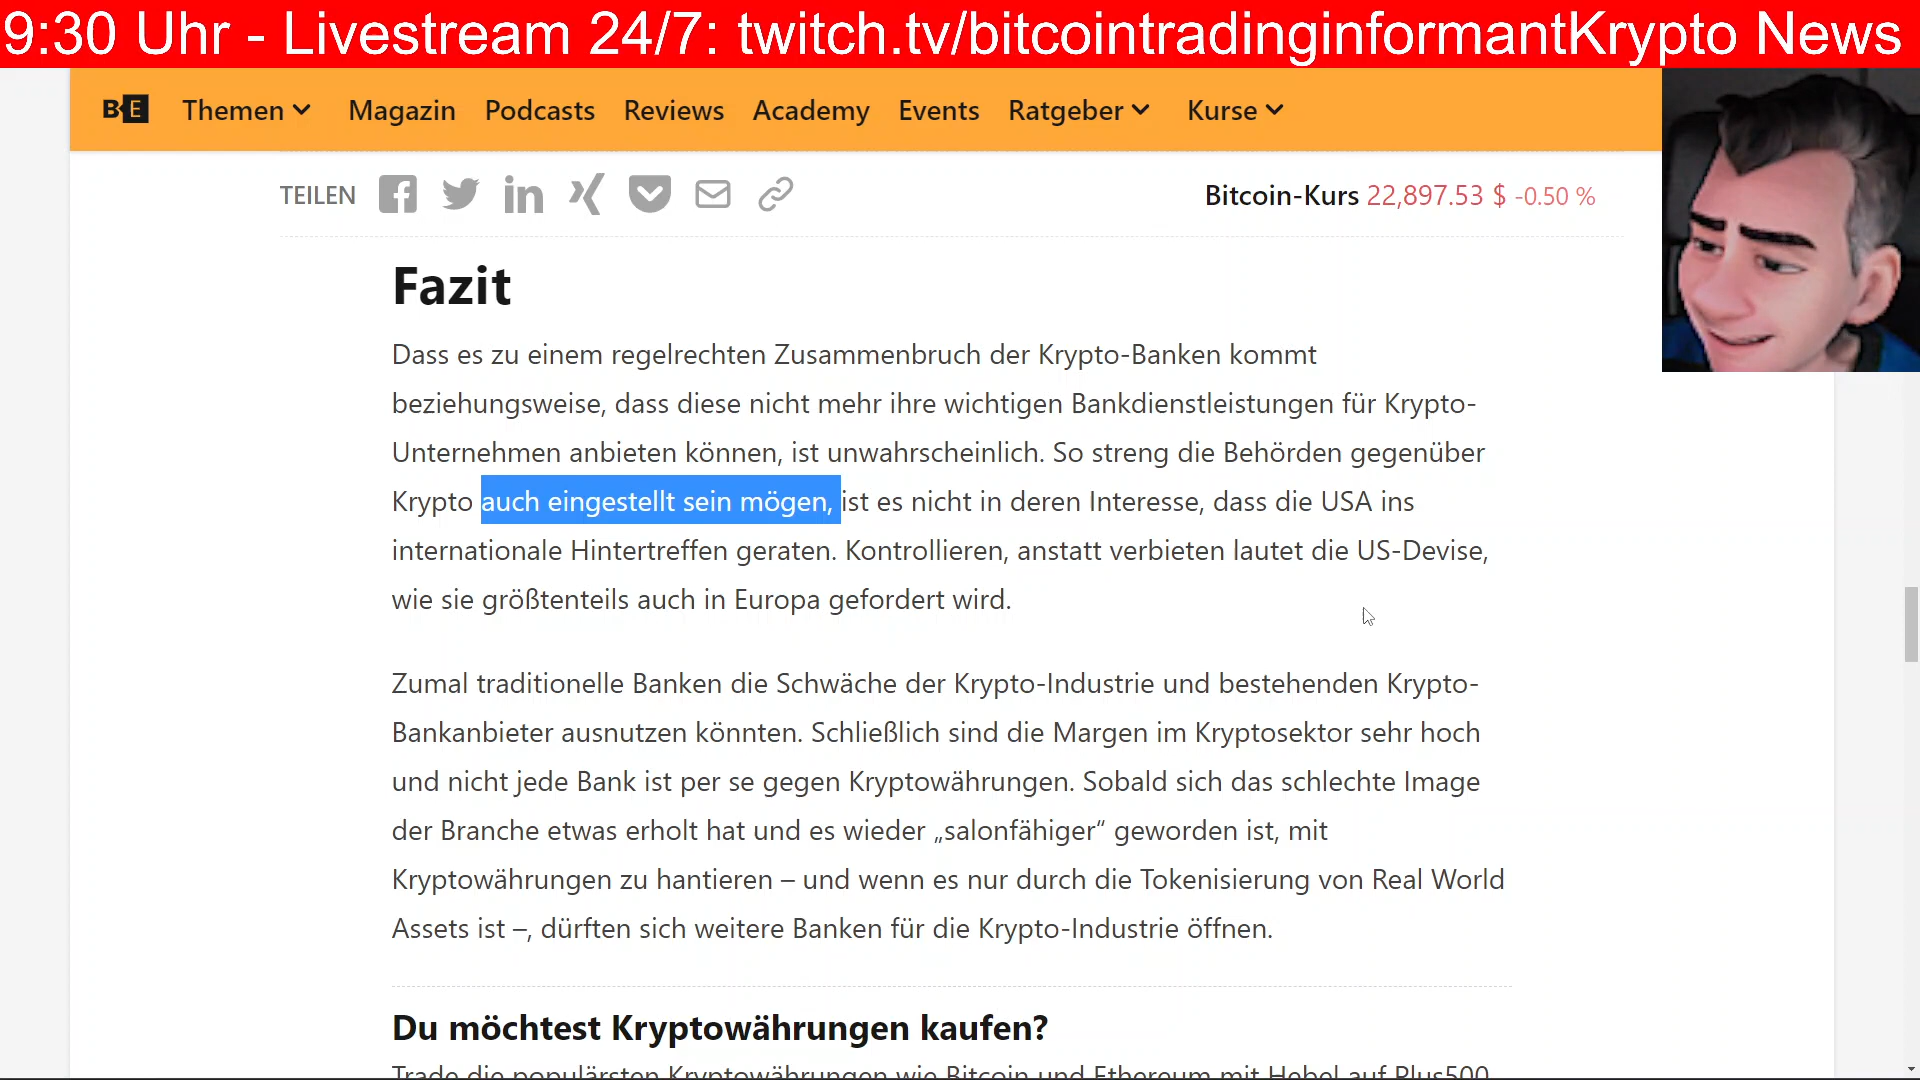 9:30 Uhr - Livestream 24/7: twitch.tv/bitcointradinginformantKrypto News
B E Themen Magazin Podcasts Reviews Academy Events Ratgeber Kurse
TEILEN Bitcoin-Kurs 22,897.53 $ -0.50 %
Fazit
Dass es zu einem regelrechten Zusammenbruch der Krypto-Banken kommt
beziehungsweise, dass diese nicht mehr ihre wichtigen Bankdienstleistungen für Krypto-
Unternehmen anbieten können, ist unwahrscheinlich. So streng die Behörden gegenüber
Krypto auch eingestellt sein mögen, ist es nicht in deren Interesse, dass die USA ins
internationale Hintertreffen geraten. Kontrollieren, anstatt verbieten lautet die US-Devise,
wie sie größtenteils auch in Europa gefordert wird.
Zumal traditionelle Banken die Schwäche der Krypto-Industrie und bestehenden Krypto-
Bankanbieter ausnutzen könnten. Schließlich sind die Margen im Kryptosektor sehr hoch
und nicht jede Bank ist per se gegen Kryptowährungen. Sobald sich das schlechte Image
der Branche etwas erholt hat und es wieder „salonfähiger“ geworden ist, mit
Kryptowährungen zu hantieren – und wenn es nur durch die Tokenisierung von Real World
Assets ist –, dürften sich weitere Banken für die Krypto-Industrie öffnen.
Du möchtest Kryptowährungen kaufen?
Trade die populärsten Kryptowährungen wie Bitcoin und Ethereum mit Hebel auf Plus500